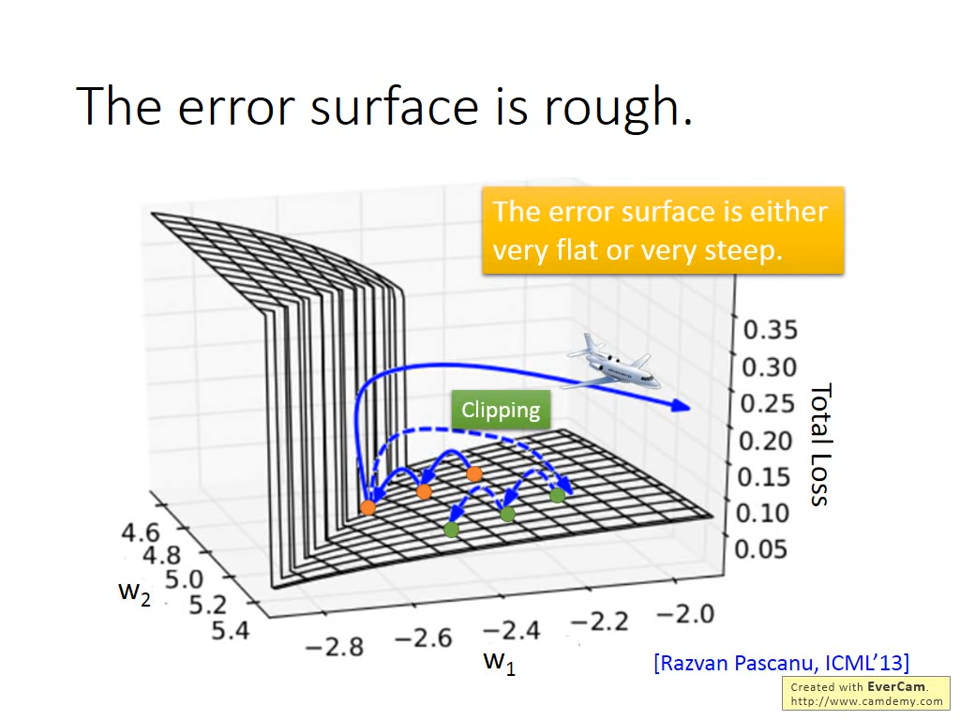 The error surface is rough.
The error surface is either
very flat or very steep.
Clipping
0.35
0.30
0.25
0.20
0.15
0.10
0.05
Total Loss
4.6
4.8
5.0
5.2
5.4
w2
−2.8
−2.6
−2.4
−2.2
−2.0
w1
[Razvan Pascanu, ICML’13]
Created with EverCam.
http://www.camdemy.com